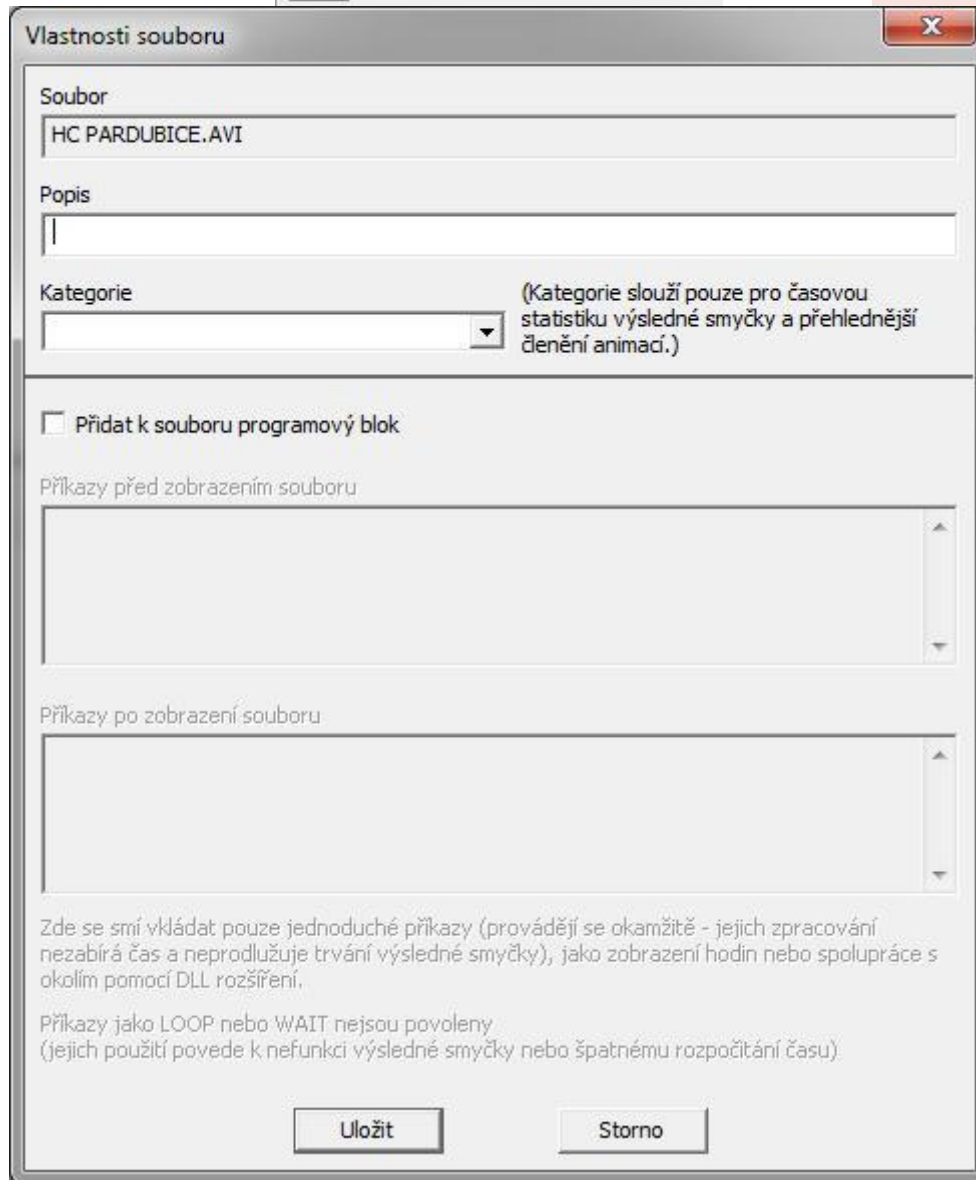 Vlastnosti souboru
Soubor
HC PARDUBICE.AVI
Popis
Kategorie
(Kategorie slouží pouze pro časovou
statistiku výsledné smyčky a přehlednější
členění animací.)
Přidat k souboru programový blok
Příkazy před zobrazením souboru
Příkazy po zobrazení souboru
Zde se smí vkládat pouze jednoduché příkazy (provádějí se okamžitě - jejich zpracování
nezabírá čas a neprodlužuje trvání výsledné smyčky), jako zobrazení hodin nebo spolupráce s
okolím pomocí DLL rozšíření.
Příkazy jako LOOP nebo WAIT nejsou povoleny
(jejich použití povede k nefunkci výsledné smyčky nebo špatnému rozpočítání času)
Uložit
Storno